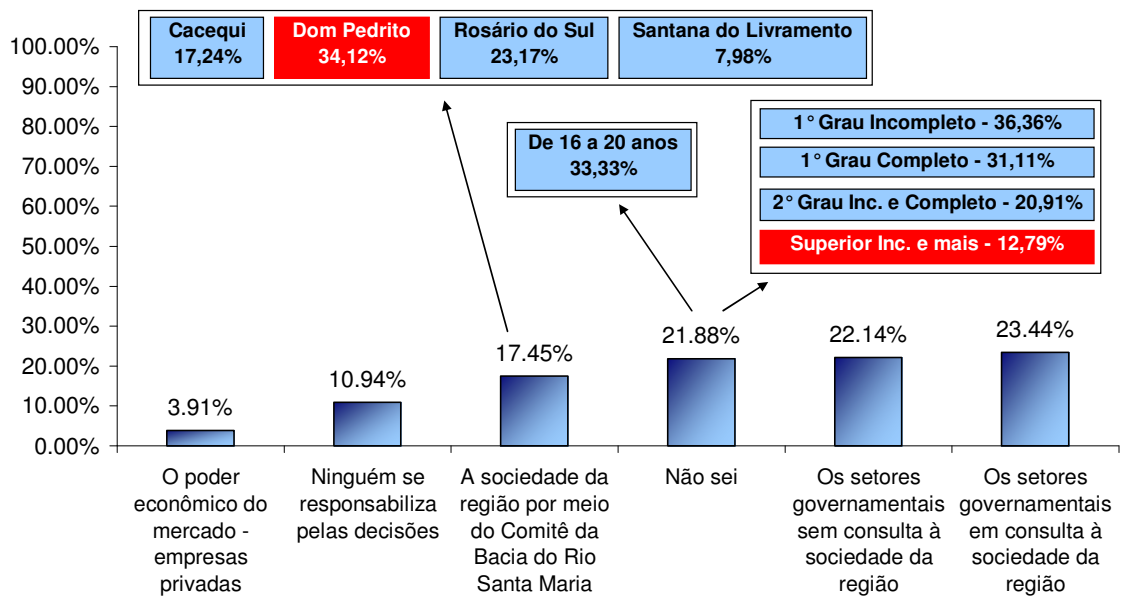 Cacequi
17,24%
Dom Pedrito
34,12%
Rosário do Sul
23,17%
Santana do Livramento
7,98%
De 16 a 20 anos
33,33%
1° Grau Incompleto - 36,36%
1° Grau Completo - 31,11%
2° Grau Inc. e Completo - 20,91%
Superior Inc. e mais - 12,79%
100.00%
90.00%
80.00%
70.00%
60.00%
50.00%
40.00%
30.00%
20.00%
10.00%
0.00%
3.91%
10.94%
17.45%
21.88%
22.14%
23.44%
O poder
econômico do
mercado -
empresas
privadas
Ninguém se
responsabiliza
pelas decisões
A sociedade da
região por meio
do Comitê da
Bacia do Rio
Santa Maria
Não sei
Os setores
governamentais
sem consulta à
sociedade da
região
Os setores
governamentais
em consulta à
sociedade da
região